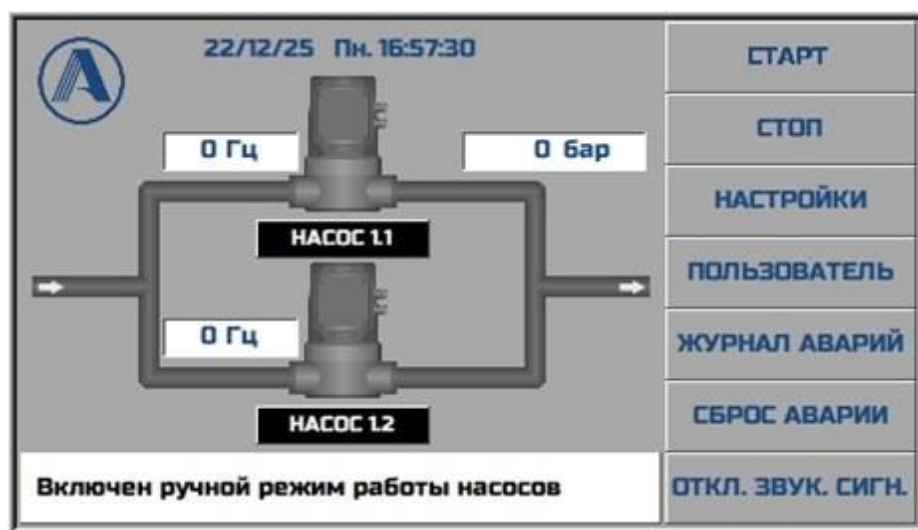 22/12/25 Пн. 16:57:30
0 Гц
0 бар
НАСОС 1.1
0 Гц
НАСОС 1.2
Включен ручной режим работы насосов
СТАРТ
СТОП
НАСТРОЙКИ
ПОЛЬЗОВАТЕЛЬ
ЖУРНАЛ АВАРИЙ
СБРОС АВАРИИ
ОТКЛ. ЗВУК. СИГН.